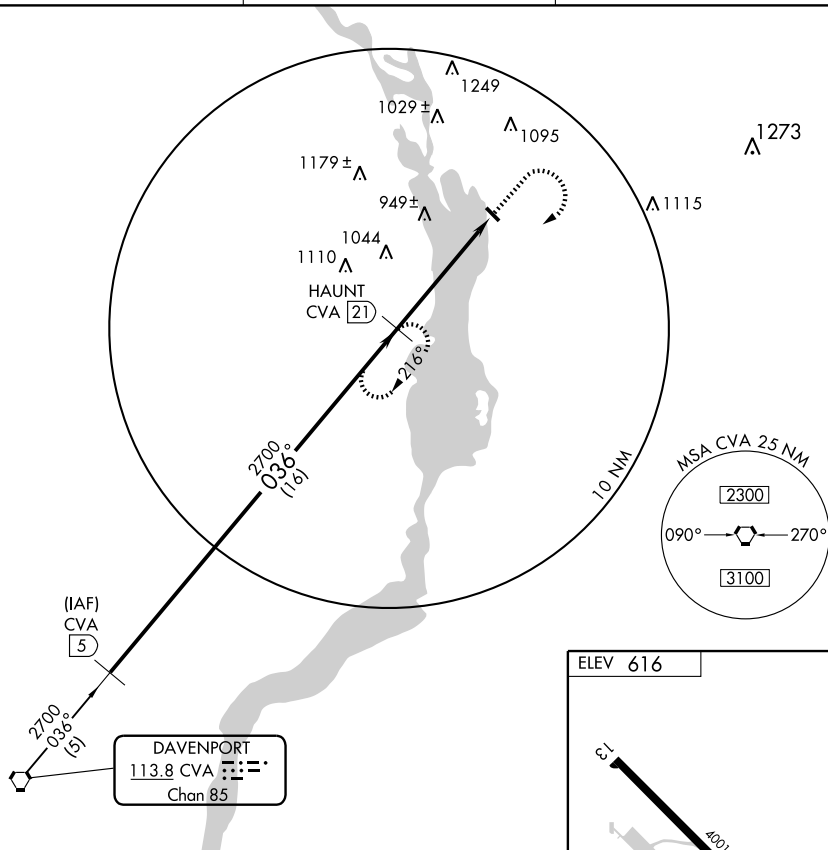 1249
1029 ±
1095
1273
1179 ±
949±
1115
1044
1110
HAUNT
CVA 21
216°
2700
036°
(16)
10 NM
MSA CVA 25 NM
2300
090°
270°
3100
(IAF)
CVA
5
ELEV 616
2700
036°
(5)
13
DAVENPORT
113.8 CVA
Chan 85
4001